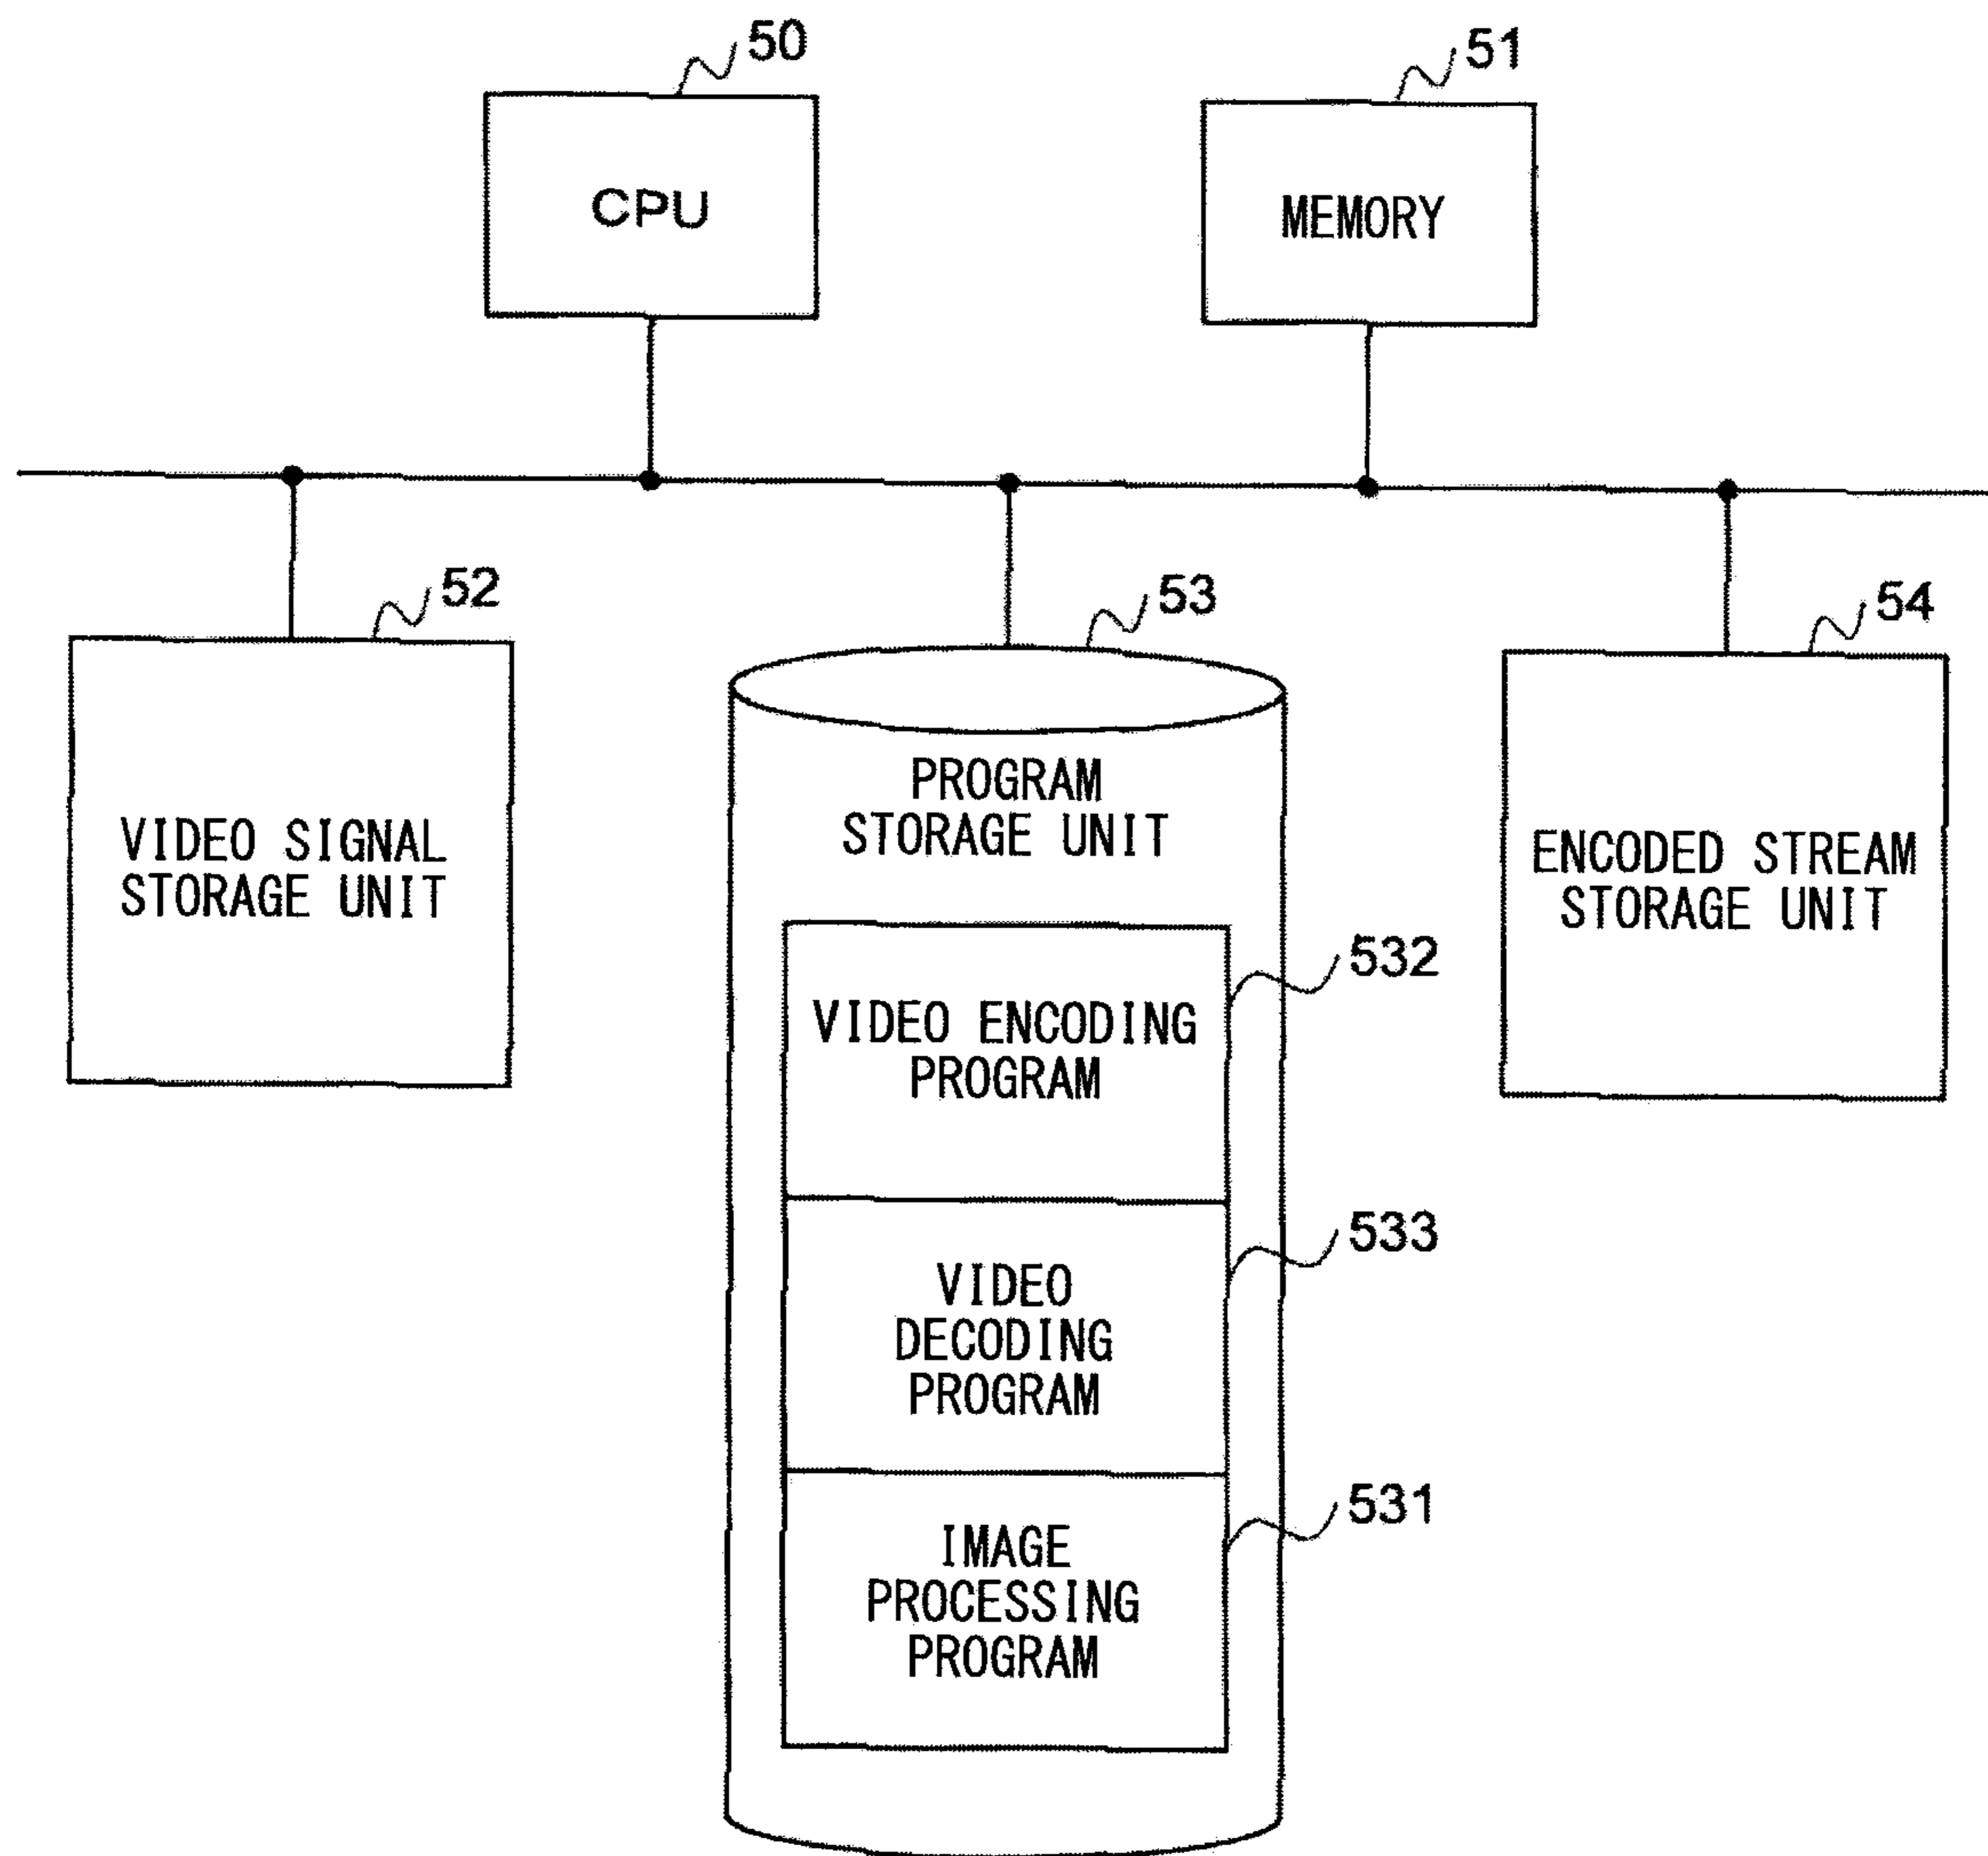 50
CPU
51
MEMORY
52
VIDEO SIGNAL
STORAGE UNIT
53
PROGRAM
STORAGE UNIT
54
ENCODED STREAM
STORAGE UNIT
532
VIDEO ENCODING
PROGRAM
533
VIDEO
DECODING
PROGRAM
531
IMAGE
PROCESSING
PROGRAM